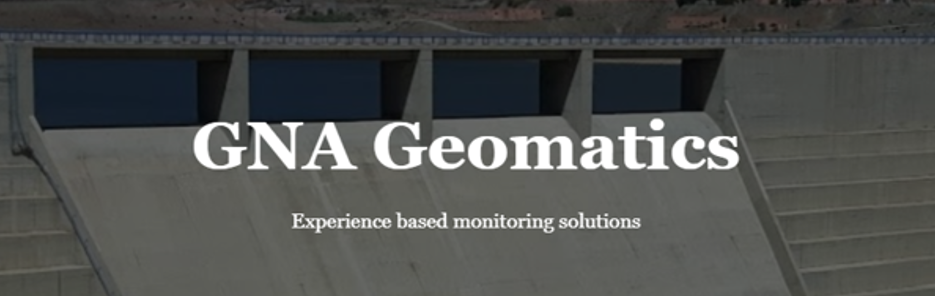 GNA Geomatics
Experience based monitoring solutions